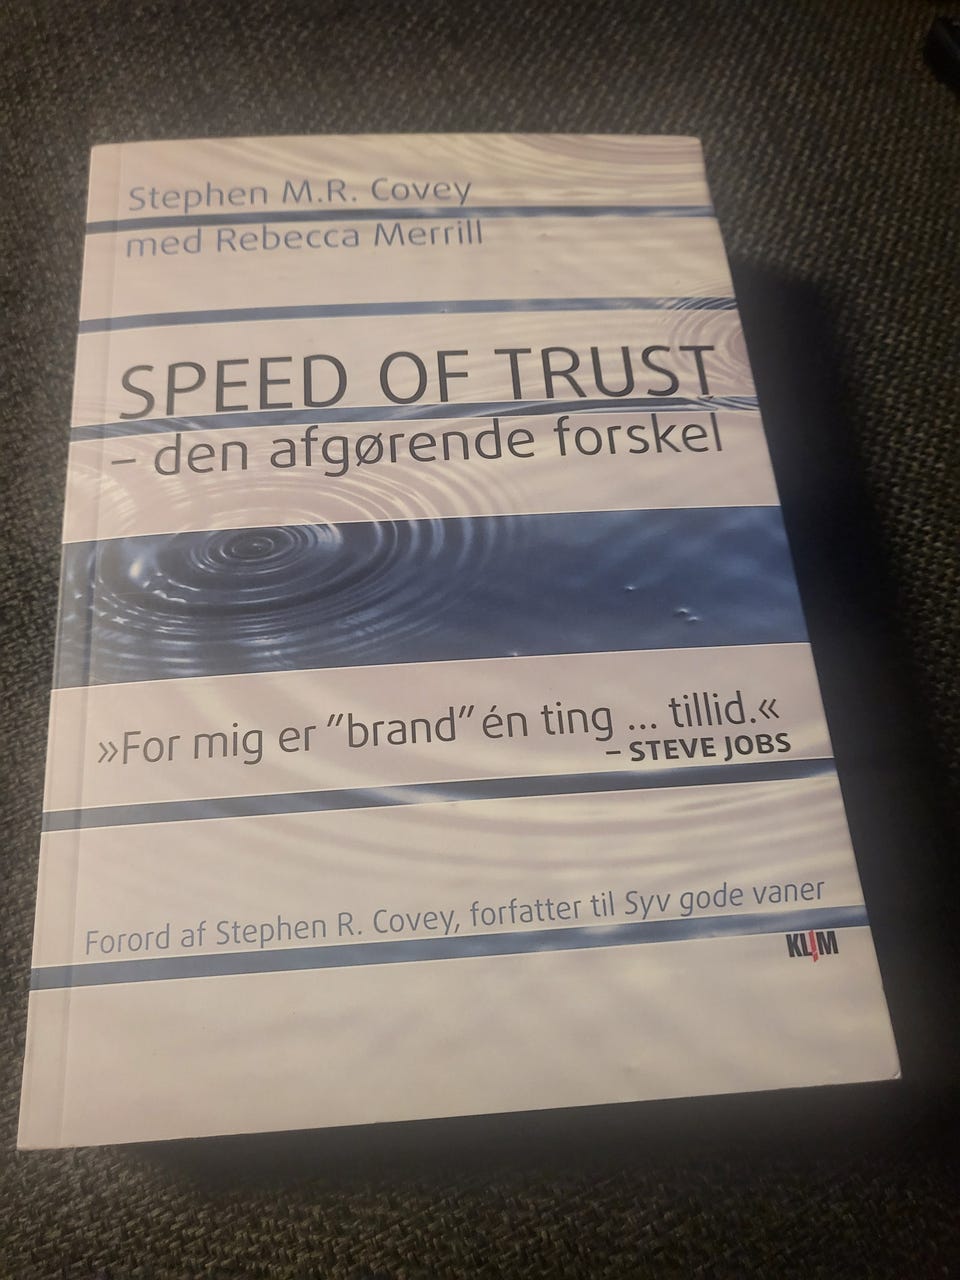 Stephen M.R. Covey
med Rebecca Merrill
SPEED OF TRUST
– den afgørende forskel
»For mig er ”brand” én ting ... tillid.«
– STEVE JOBS
Forord af Stephen R. Covey, forfatter til Syv gode vaner
KLIM